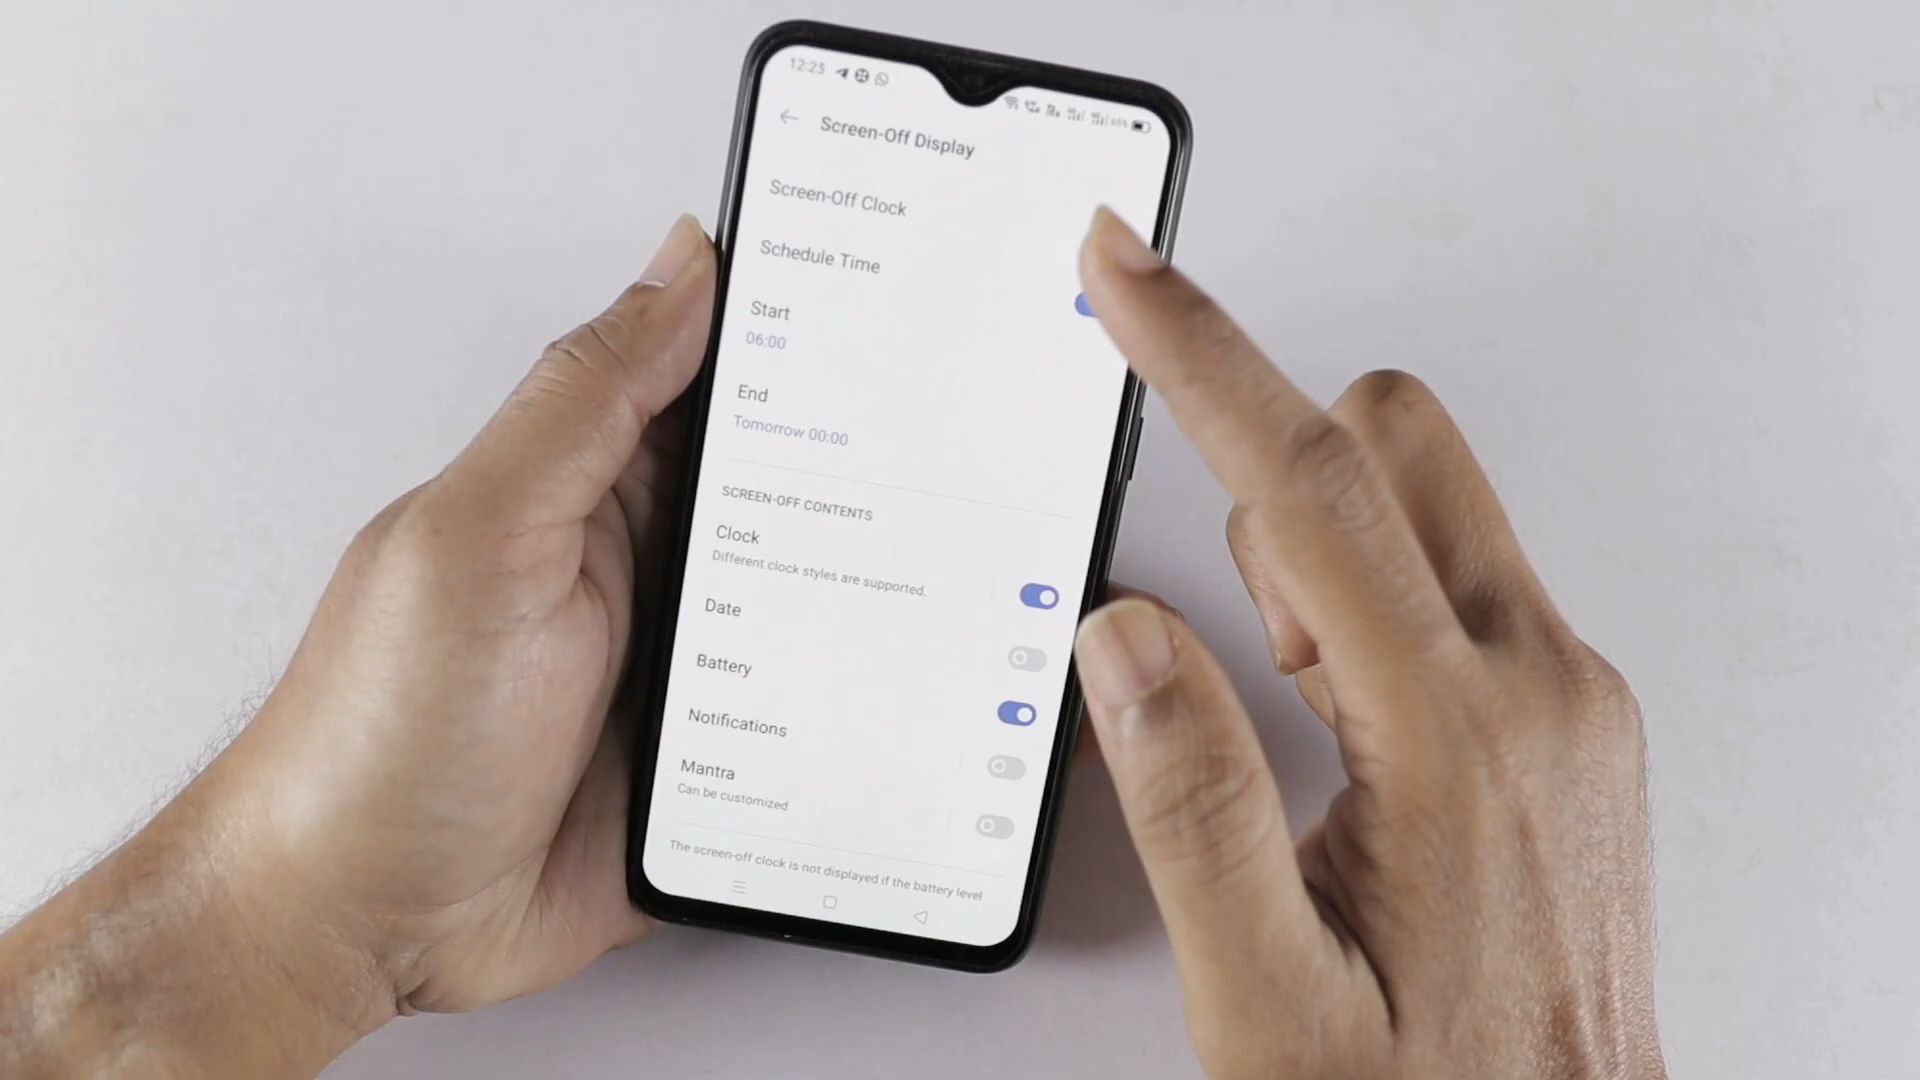 12:23
65%
Screen-Off Display
Screen-Off Clock
Schedule Time
Start
06:00
End
Tomorrow 00:00
SCREEN-OFF CONTENTS
Clock
Different clock styles are supported.
Date
Battery
Notifications
Mantra
Can be customized
The screen-off clock is not displayed if the battery level